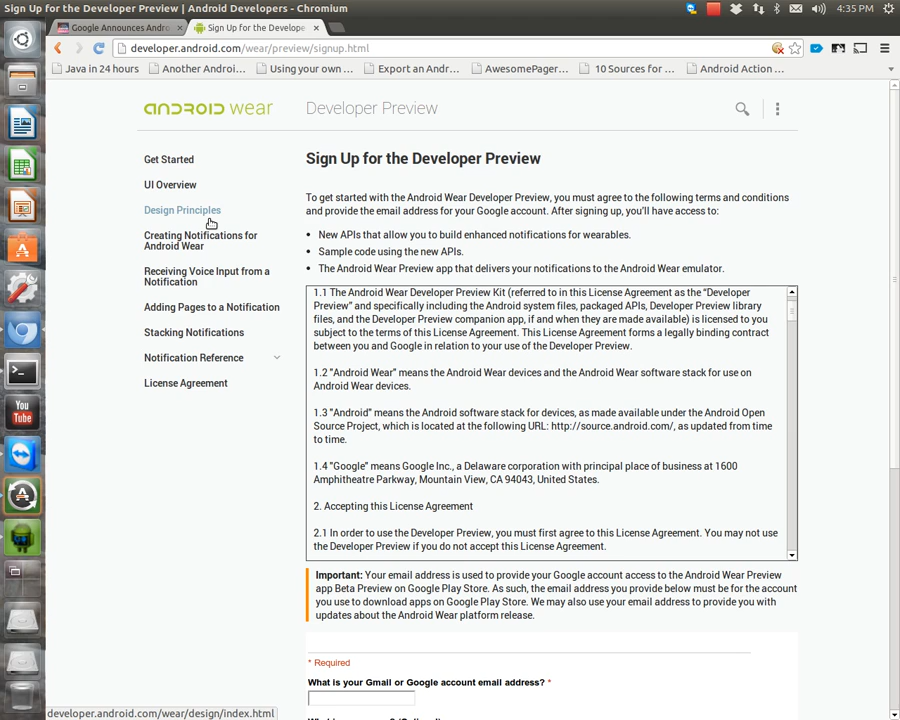 Sign Up for the Developer Preview | Android Developers - Chromium
4:35 PM
Google Announces Andro
Sign Up for the Develope
developer.android.com/wear/preview/signup.html
Java in 24 hours
Another Androi...
Using your own ...
Export an Andr...
AwesomePager...
10 Sources for ...
Android Action ...
ANDROID wear
Developer Preview
Get Started
UI Overview
Design Principles
Creating Notifications for
Android Wear
Receiving Voice Input from a
Notification
Adding Pages to a Notification
Stacking Notifications
Notification Reference
License Agreement
Sign Up for the Developer Preview
To get started with the Android Wear Developer Preview, you must agree to the following terms and conditions
and provide the email address for your Google account. After signing up, you'll have access to:
• New APIs that allow you to build enhanced notifications for wearables.
• Sample code using the new APIs.
• The Android Wear Preview app that delivers your notifications to the Android Wear emulator.
1.1 The Android Wear Developer Preview Kit (referred to in this License Agreement as the "Developer
Preview" and specifically including the Android system files, packaged APIs, Developer Preview library
files, and the Developer Preview companion app, if and when they are made available) is licensed to you
subject to the terms of this License Agreement. This License Agreement forms a legally binding contract
between you and Google in relation to your use of the Developer Preview.
1.2 "Android Wear" means the Android Wear devices and the Android Wear software stack for use on
Android Wear devices.
1.3 "Android" means the Android software stack for devices, as made available under the Android Open
Source Project, which is located at the following URL: http://source.android.com/, as updated from time
to time.
1.4 "Google" means Google Inc., a Delaware corporation with principal place of business at 1600
Amphitheatre Parkway, Mountain View, CA 94043, United States.
2. Accepting this License Agreement
2.1 In order to use the Developer Preview, you must first agree to this License Agreement. You may not use
the Developer Preview if you do not accept this License Agreement.
Important: Your email address is used to provide your Google account access to the Android Wear Preview
app Beta Preview on Google Play Store. As such, the email address you provide below must be for the account
you use to download apps on Google Play Store. We may also use your email address to provide you with
updates about the Android Wear platform release.
* Required
What is your Gmail or Google account email address? *
You Tube
developer.android.com/wear/design/index.html